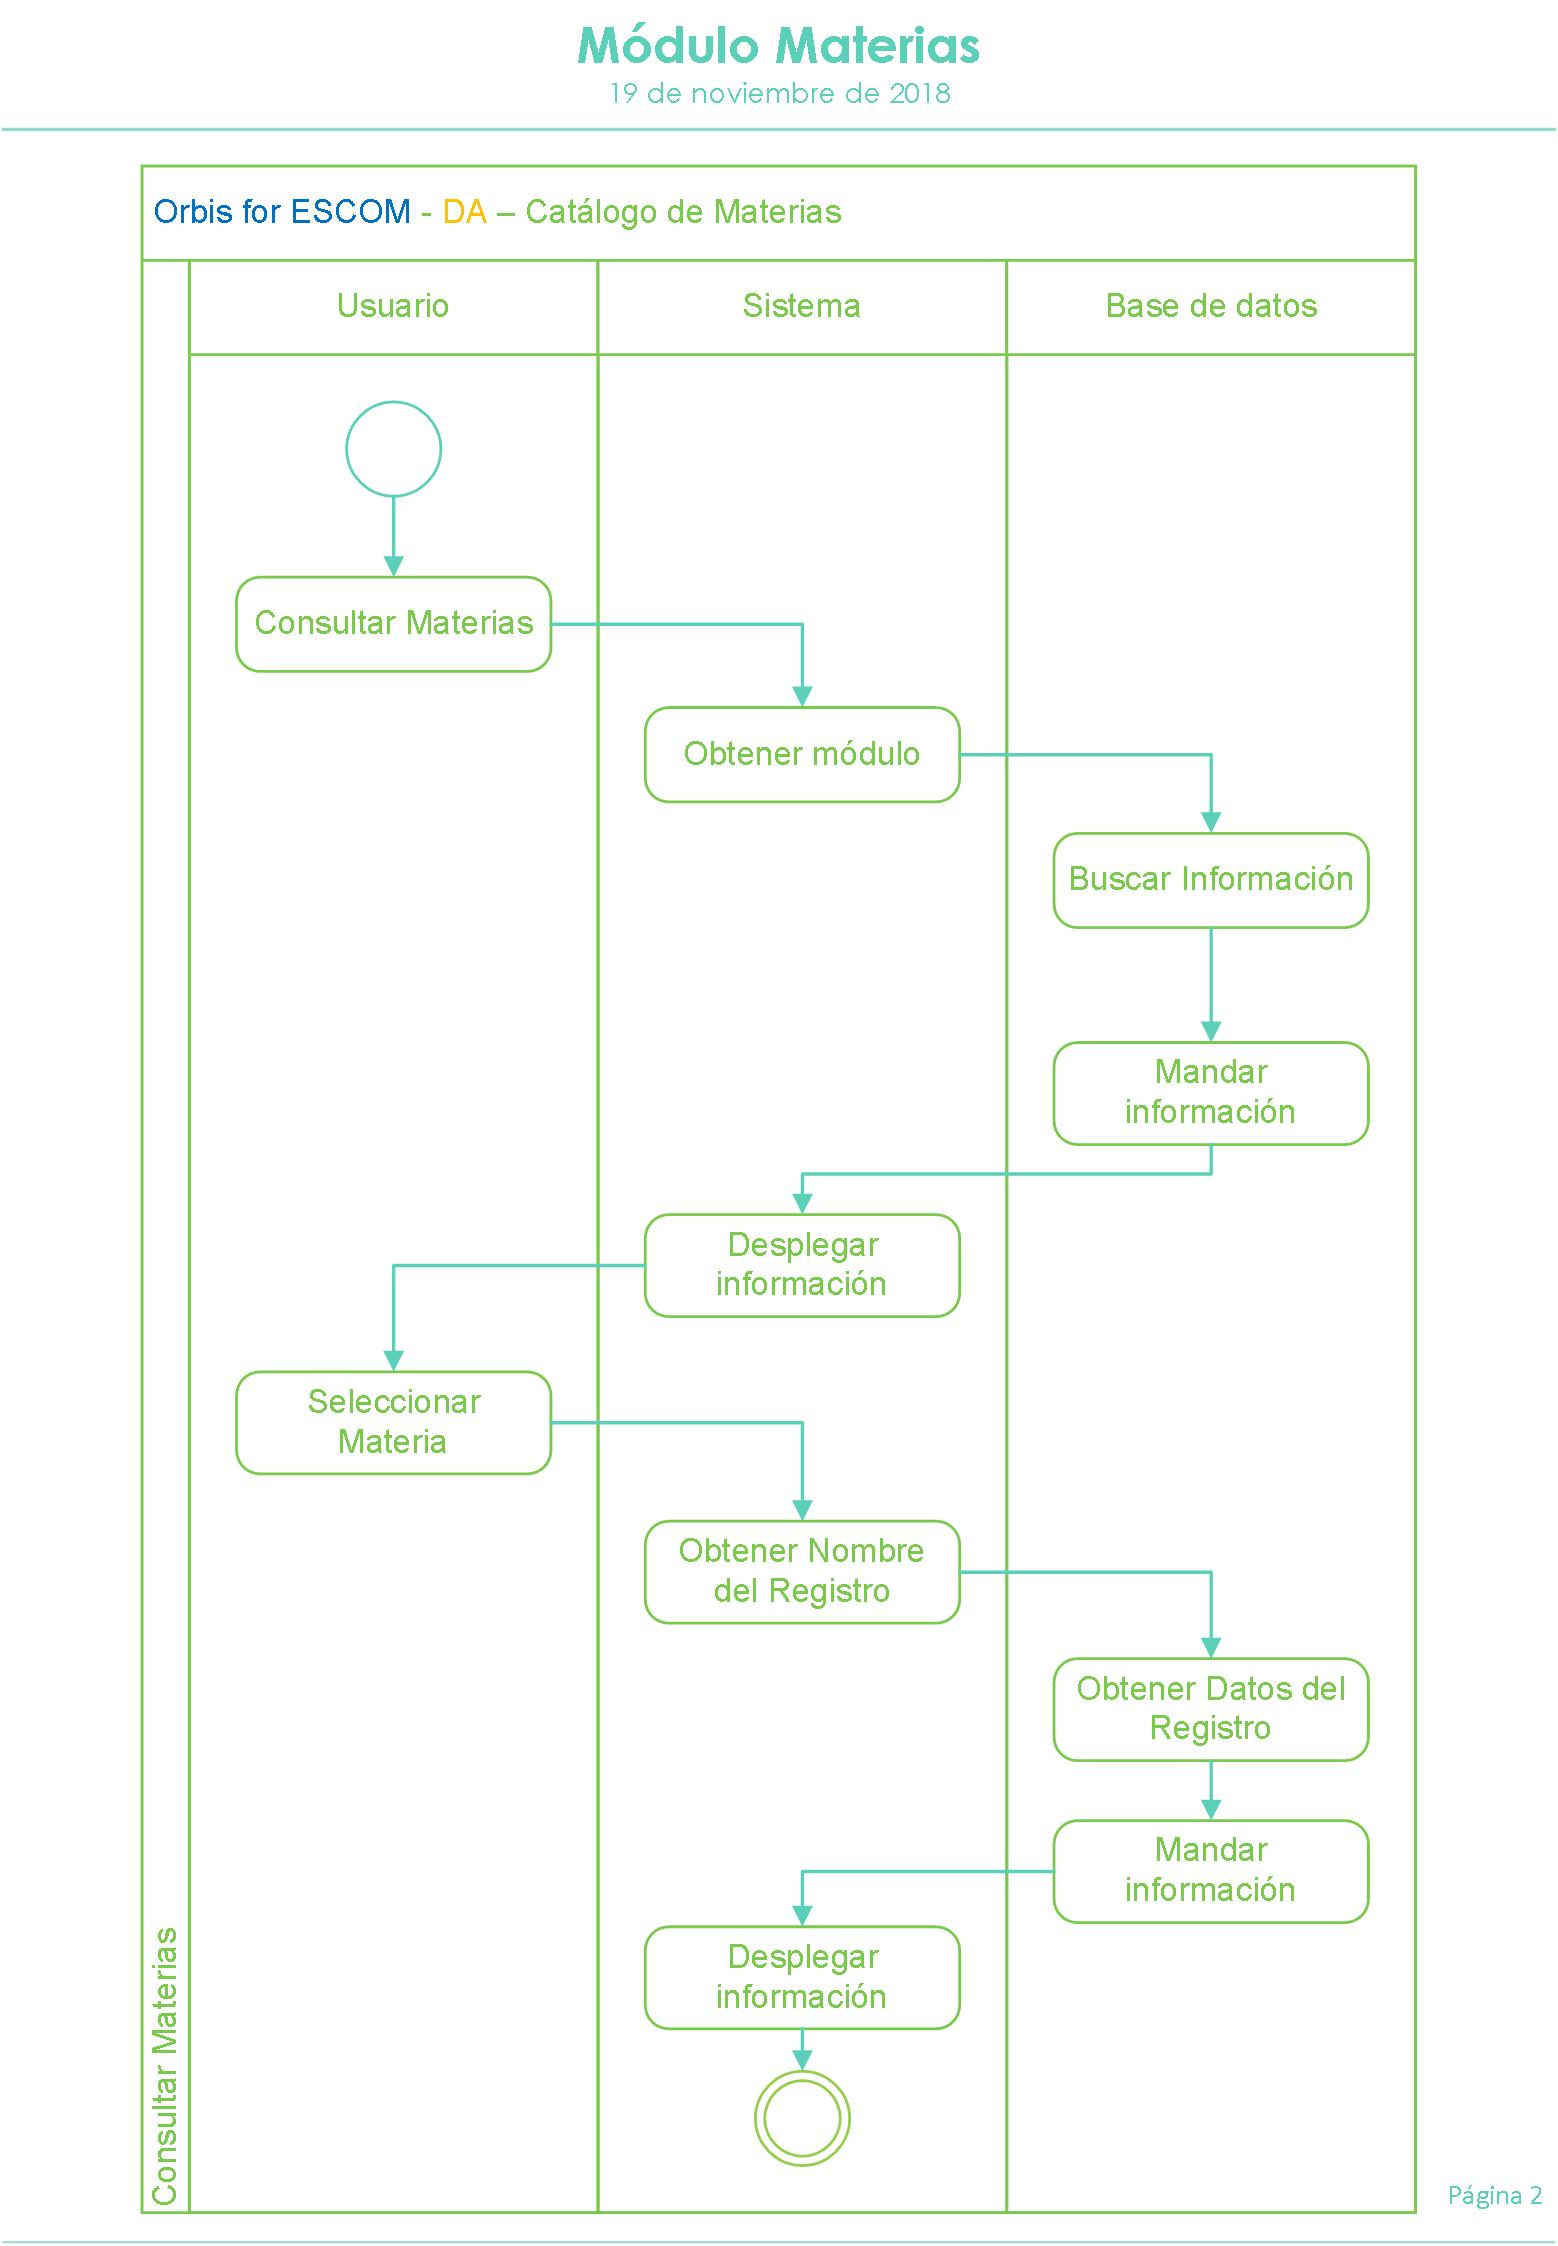 Módulo Materias
19 de noviembre de 2018
Orbis for ESCOM - DA – Catálogo de Materias
Usuario
Sistema
Base de datos
Consultar Materias
Obtener módulo
Buscar Información
Mandar
información
Desplegar
información
Seleccionar
Materia
Obtener Nombre
del Registro
Obtener Datos del
Registro
Mandar
información
Desplegar
información
Consultar Materias
Página 2